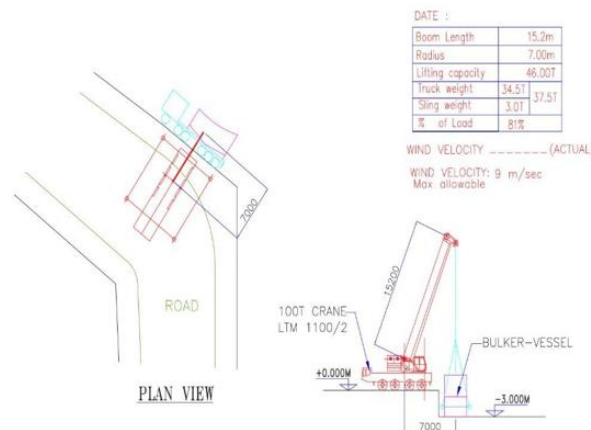 DATE :
Boom Length 15.2m
Radius 7.00m
Lifting capacity 46.00T
Truck weight 34.5T 37.5T
Sling weight 3.0T
% of Load 81%
WIND VELOCITY ________ (ACTUAL
WIND VELOCITY: 9 m/sec
Max allowable
7000
ROAD
PLAN VIEW
15200
100T CRANE
LTM 1100/2
BULKER-VESSEL
+0.000M
-3.000M
7000